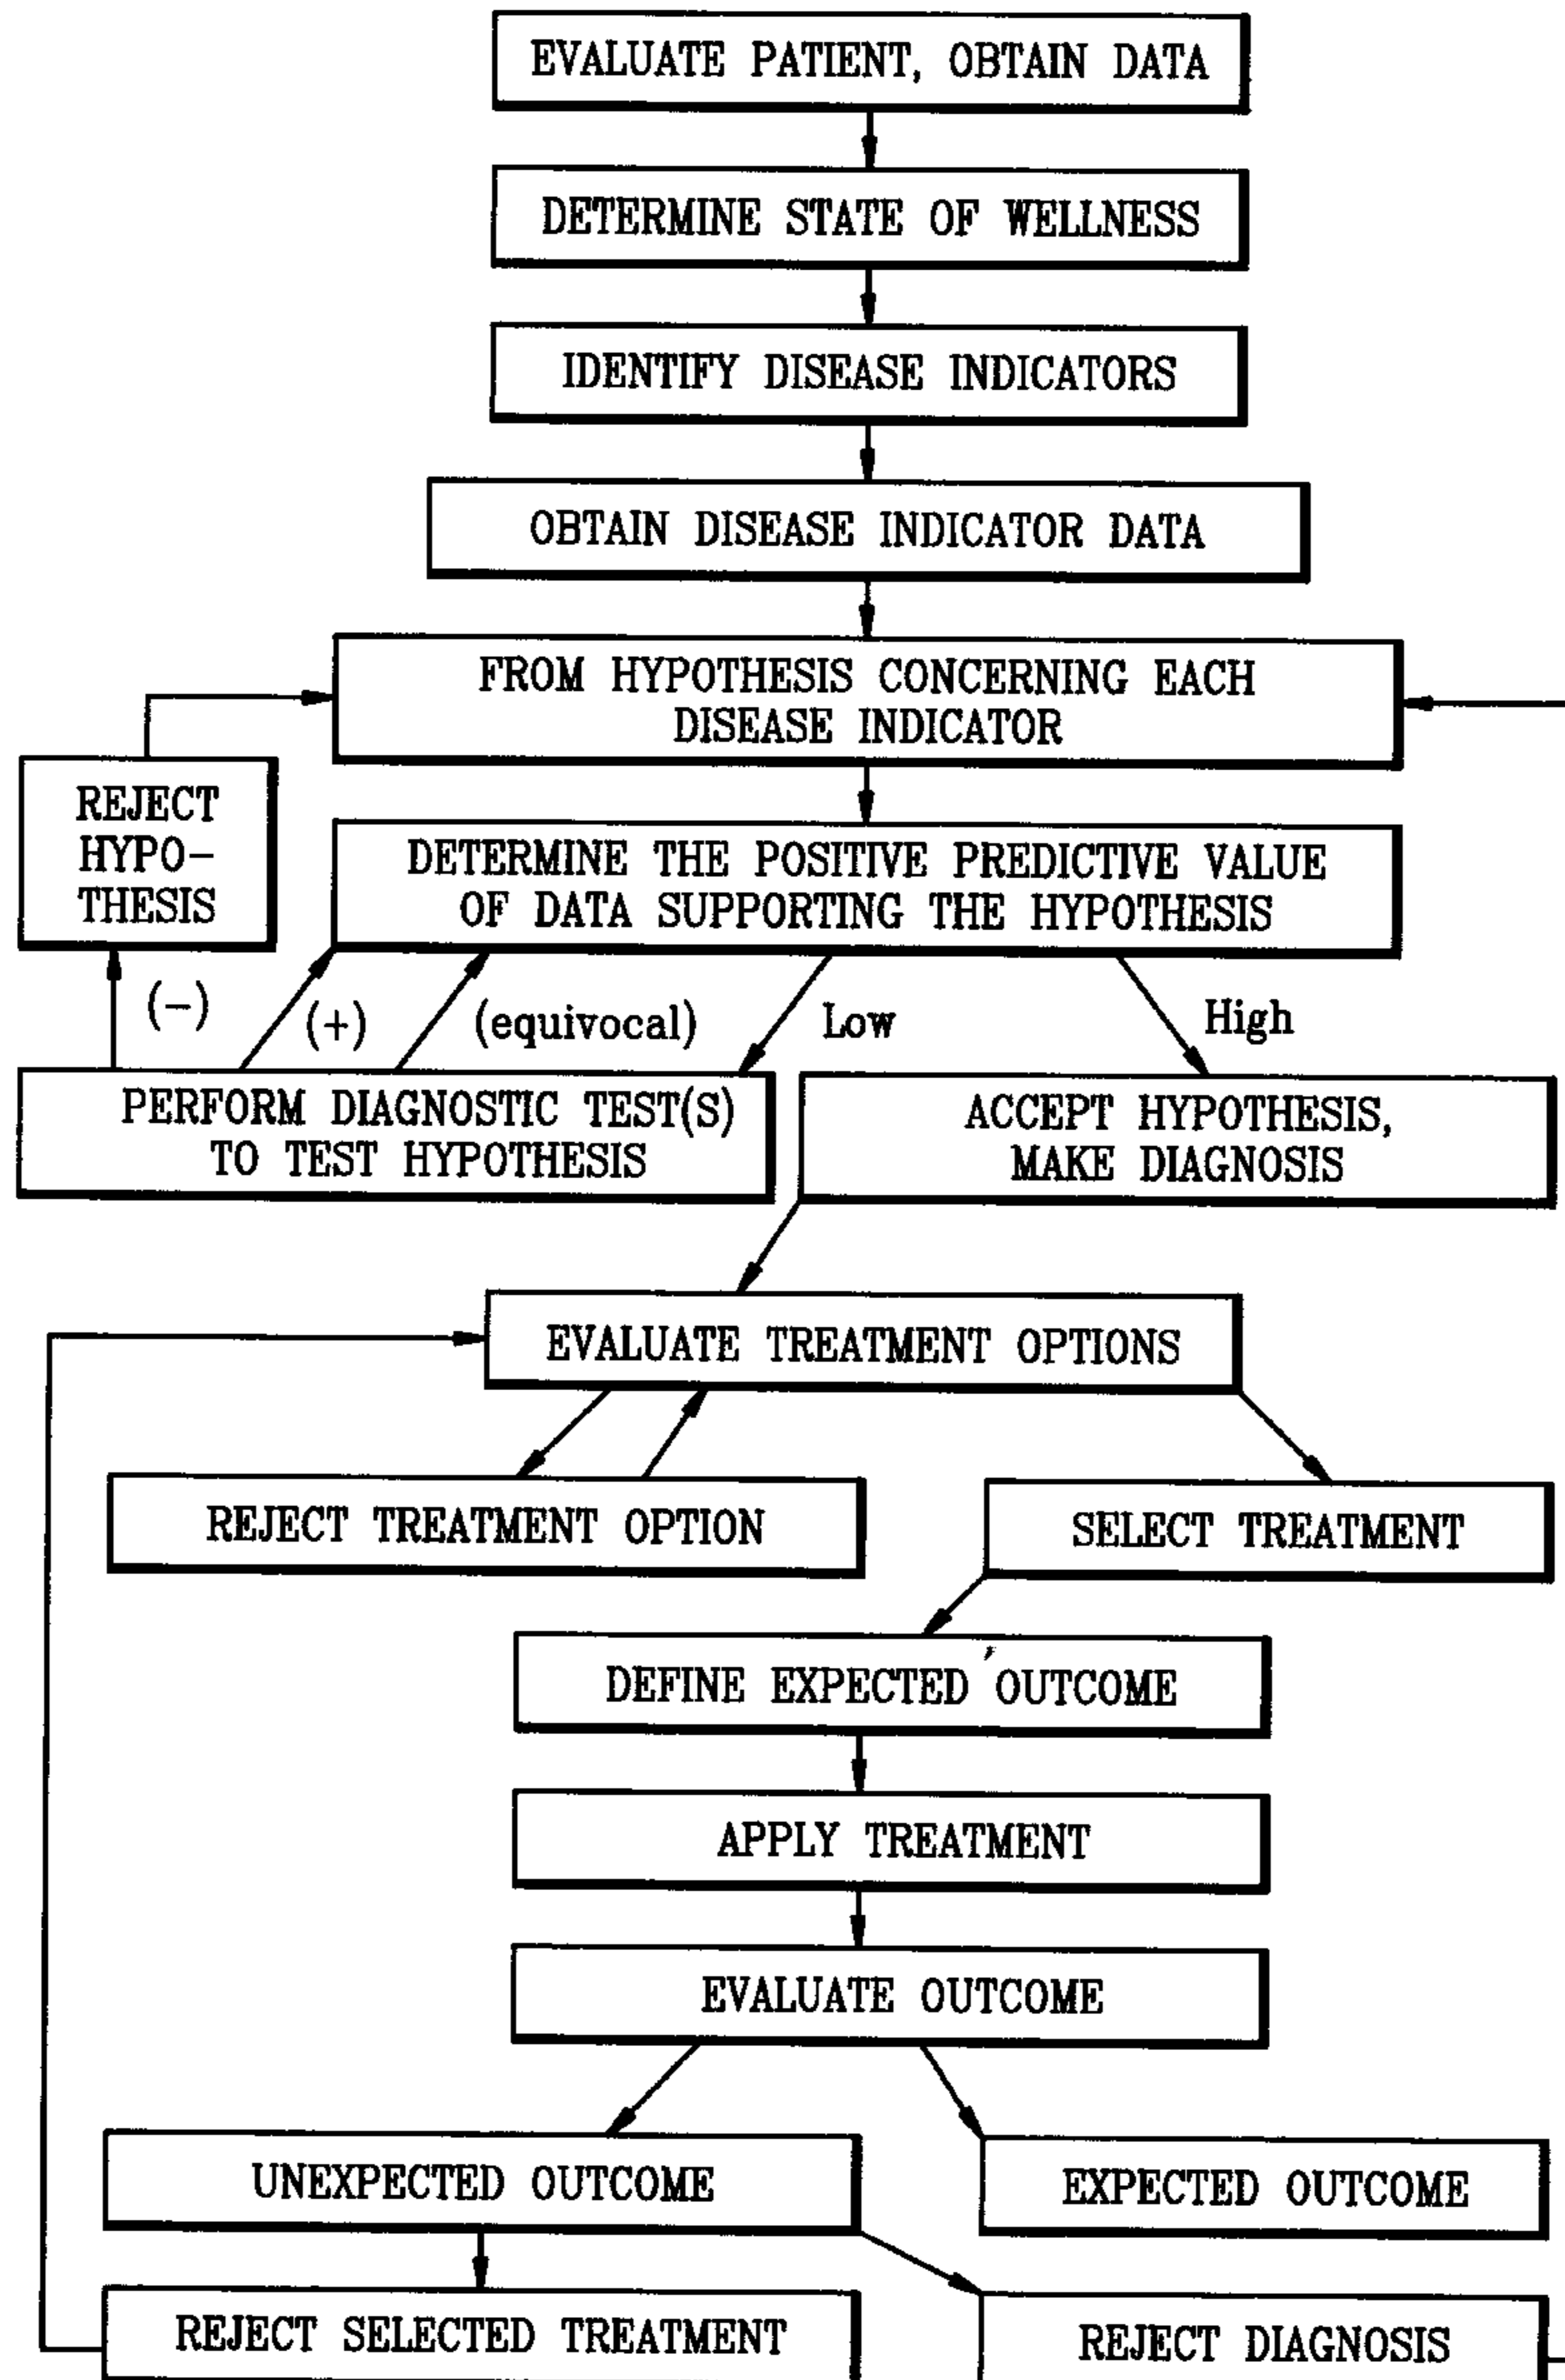 EVALUATE PATIENT, OBTAIN DATA
DETERMINE STATE OF WELLNESS
IDENTIFY DISEASE INDICATORS
OBTAIN DISEASE INDICATOR DATA
FROM HYPOTHESIS CONCERNING EACH
DISEASE INDICATOR
REJECT
HYPO-
THESIS
DETERMINE THE POSITIVE PREDICTIVE VALUE
OF DATA SUPPORTING THE HYPOTHESIS
(-)
(+)
(equivocal)
Low
High
PERFORM DIAGNOSTIC TEST(S)
TO TEST HYPOTHESIS
ACCEPT HYPOTHESIS,
MAKE DIAGNOSIS
EVALUATE TREATMENT OPTIONS
REJECT TREATMENT OPTION
SELECT TREATMENT
DEFINE EXPECTED OUTCOME
APPLY TREATMENT
EVALUATE OUTCOME
UNEXPECTED OUTCOME
EXPECTED OUTCOME
REJECT SELECTED TREATMENT
REJECT DIAGNOSIS